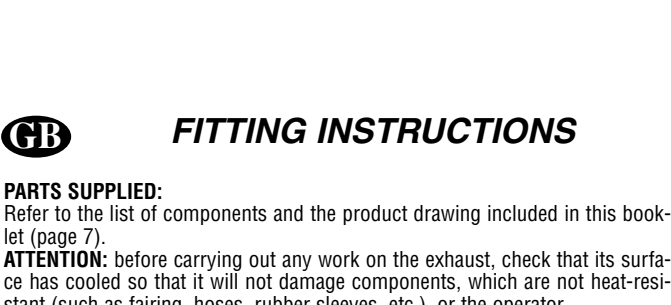 GB FITTING INSTRUCTIONS
PARTS SUPPLIED:
Refer to the list of components and the product drawing included in this book-
let (page 7).
ATTENTION: before carrying out any work on the exhaust, check that its surfa-
ce has cooled so that it will not damage components, which are not heat-resi-
stant (such as fairing, hoses, rubber sleeves, etc.), or the operator.